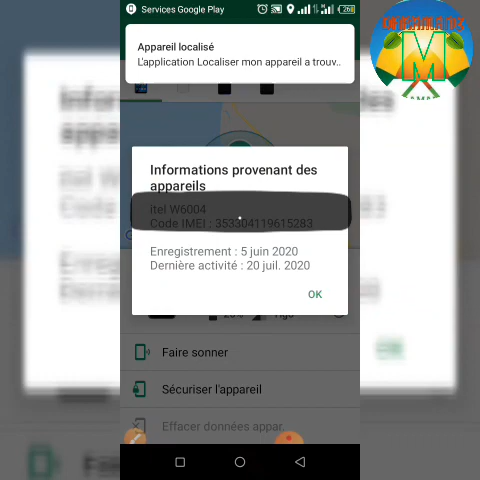 Services Google Play
Appareil localisé
L'application Localiser mon appareil a trouv..
Informations provenant des
appareils
itel W6004
Code IMEI : 353304119615283
Enregistrement : 5 juin 2020
Dernière activité : 20 juil. 2020
OK
Faire sonner
Sécuriser l'appareil
Effacer données appar.
M